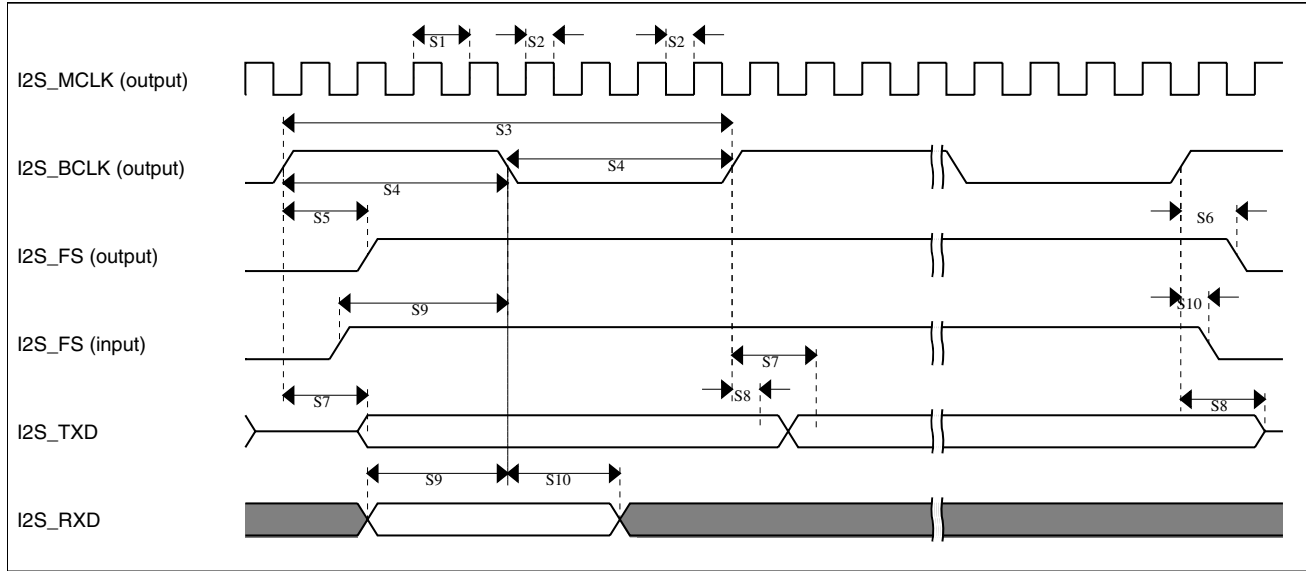 S1 S2 S2
I2S_MCLK (output)
S3
I2S_BCLK (output)
S4
S4
S5 S6
I2S_FS (output)
S9 S10
I2S_FS (input)
S7
S7 S8 S8
I2S_TXD
S9 S10
I2S_RXD